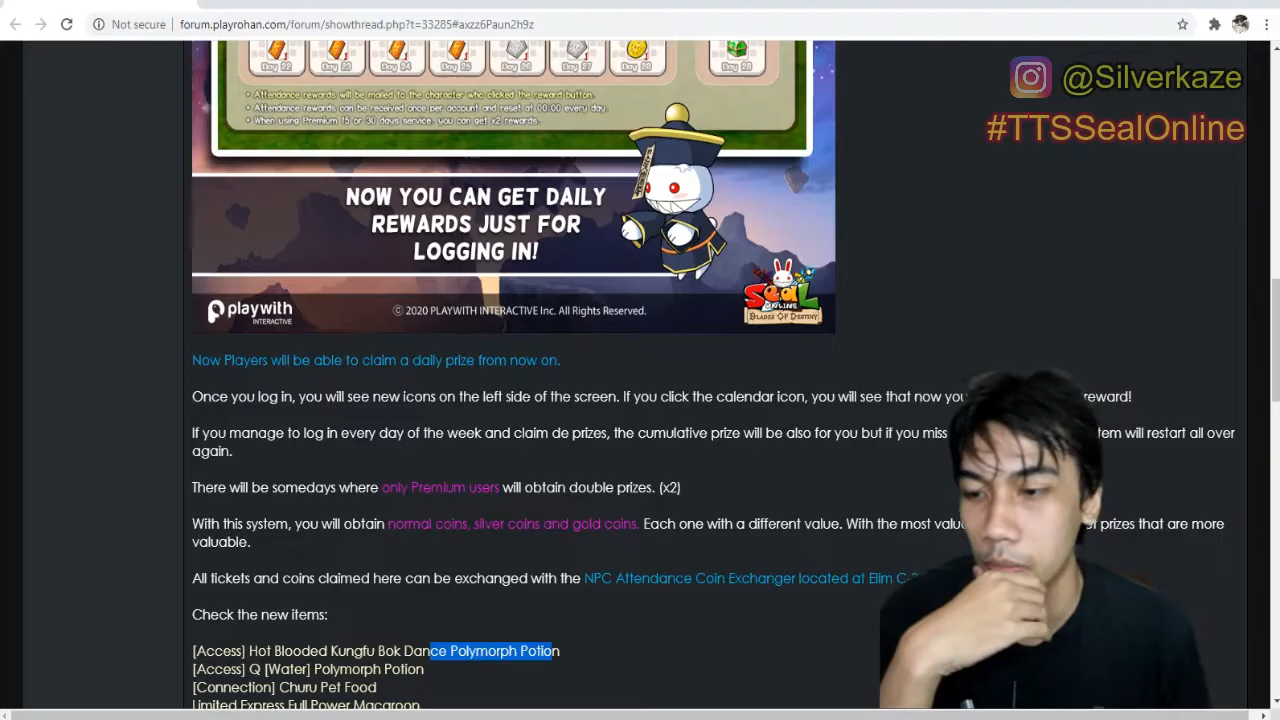 Not secure | forum.playrohan.com/forum/showthread.php?t=33285#axzz6Paun2h9z
@Silverkaze
#TTSSealOnline
Day 22 Day 23 Day 24 Day 25 Day 26 Day 27 Day 28 Day 28
* Attendance rewards will be mailed to the character who clicked the reward button.
* Attendance rewards can be received once per account and reset at 00:00 every day.
* When using Premium 15 or 30 days service, you can get x2 rewards.
NOW YOU CAN GET DAILY
REWARDS JUST FOR
LOGGING IN!
playwith
INTERACTIVE
© 2020 PLAYWITH INTERACTIVE Inc. All Rights Reserved.
SEAL
ONLINE
BLADES OF DESTINY
Now Players will be able to claim a daily prize from now on.
Once you log in, you will see new icons on the left side of the screen. If you click the calendar icon, you will see that now you reward!
If you manage to log in every day of the week and claim de prizes, the cumulative prize will be also for you but if you miss tem will restart all over
again.
There will be somedays where only Premium users will obtain double prizes. (x2)
With this system, you will obtain normal coins, silver coins and gold coins. Each one with a different value. With the most valu prizes that are more
valuable.
All tickets and coins claimed here can be exchanged with the NPC Attendance Coin Exchanger located at Elim C-
Check the new items:
[Access] Hot Blooded Kungfu Bok Dance Polymorph Potion
[Access] Q [Water] Polymorph Potion
[Connection] Churu Pet Food
Limited Express Full Power Macaroon